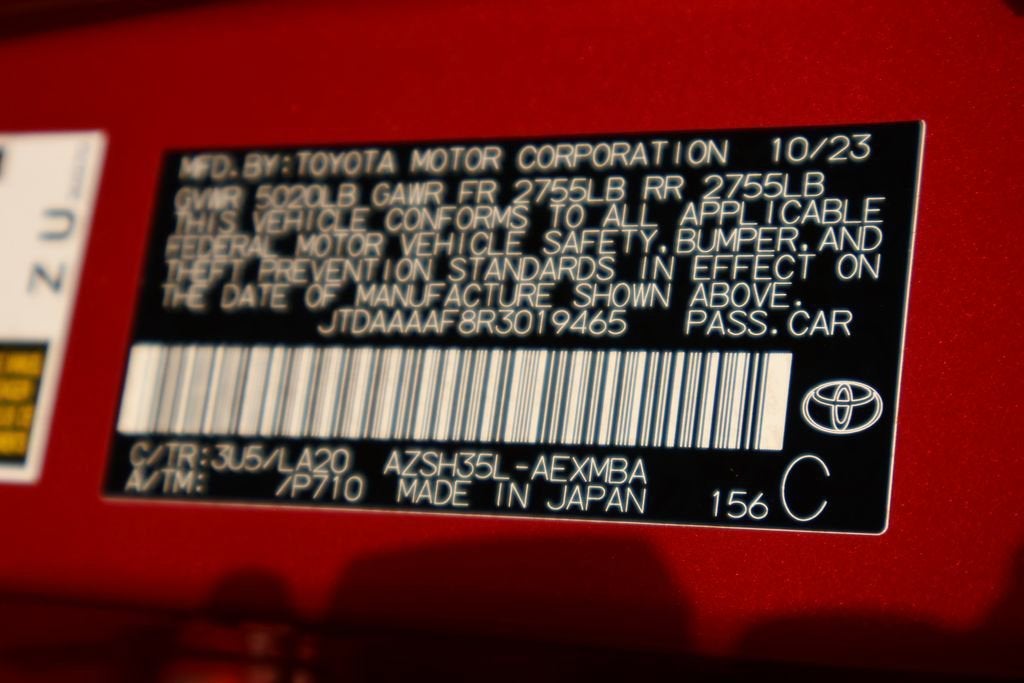 MFD.BY:TOYOTA MOTOR CORPORATION 10/23
GVWR 5020LB GAWR FR 2755LB RR 2755LB
THIS VEHICLE CONFORMS TO ALL APPLICABLE
FEDERAL MOTOR VEHICLE SAFETY,BUMPER,AND
THEFT PREVENTION STANDARDS IN EFFECT ON
THE DATE OF MANUFACTURE SHOWN ABOVE.
JTDAAAAF8R3019465 PASS.CAR
C/TR:3U5/LA20 AZSH35L-AEXMBA
A/TM: /P710 MADE IN JAPAN 156 C
ZU